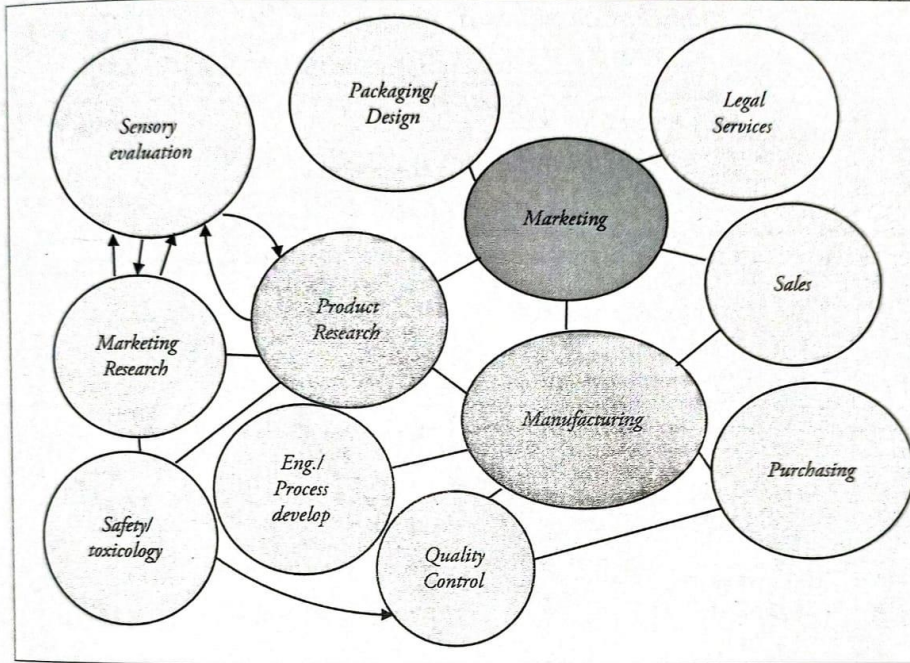 Sensory
evaluation
Packaging/
Design
Legal
Services
Marketing
Sales
Product
Research
Marketing
Research
Manufacturing
Purchasing
Eng./
Process
develop
Safety/
toxicology
Quality
Control